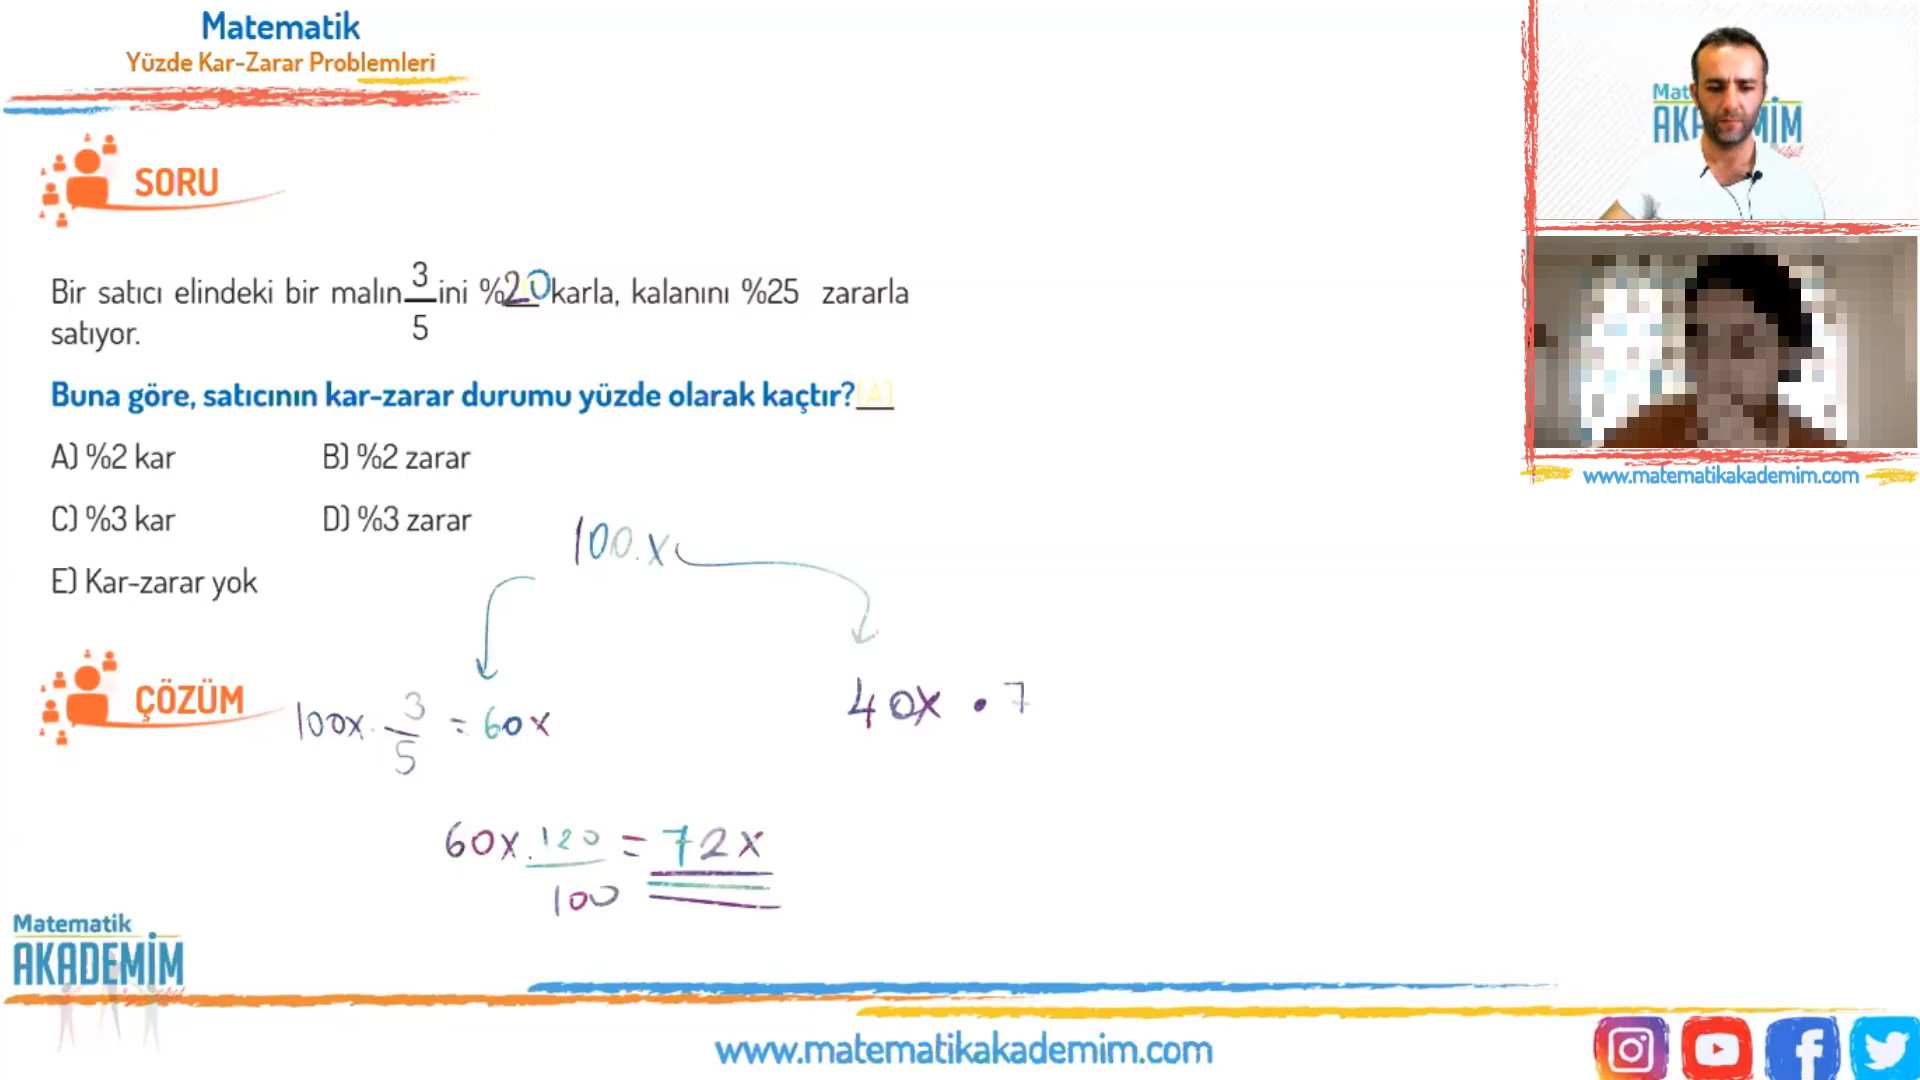 Matematik
Yüzde Kar-Zarar Problemleri
SORU
Bir satıcı elindeki bir malın 3/5 ini %20 karla, kalanını %25 zararla
satıyor.
Buna göre, satıcının kar-zarar durumu yüzde olarak kaçtır? [A]
A) %2 kar B) %2 zarar
C) %3 kar D) %3 zarar
E) Kar-zarar yok
100.x
ÇÖZÜM
100x . 3/5 = 60x
40x . 7
60x . 120/100 = 72x
Matematik
AKADEMİM
www.matematikakademim.com
www.matematikakademim.com